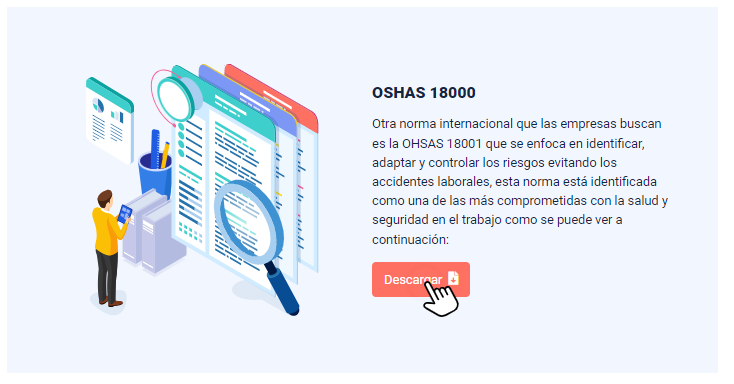 OSHAS 18000
Otra norma internacional que las empresas buscan
es la OHSAS 18001 que se enfoca en identificar,
adaptar y controlar los riesgos evitando los
accidentes laborales, esta norma está identificada
como una de las más comprometidas con la salud y
seguridad en el trabajo como se puede ver a
continuación:
Descargar